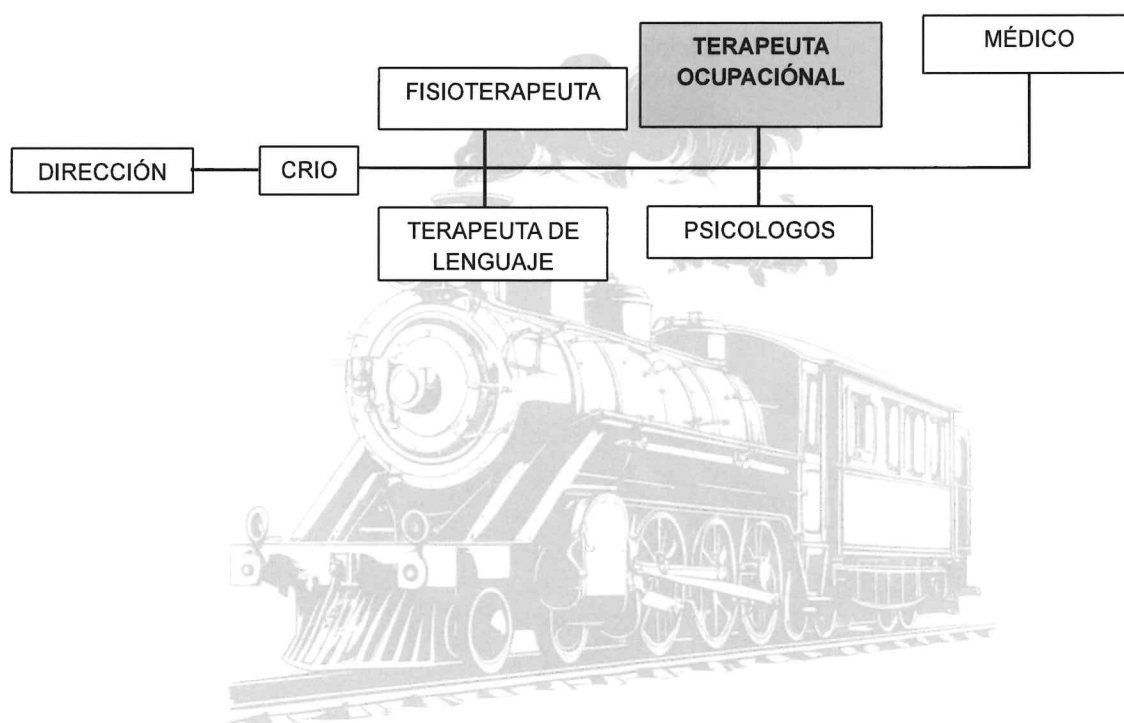 TERAPEUTA
OCUPACIÓNAL
MÉDICO
FISIOTERAPEUTA
DIRECCIÓN
CRIO
TERAPEUTA DE
LENGUAJE
PSICOLOGOS